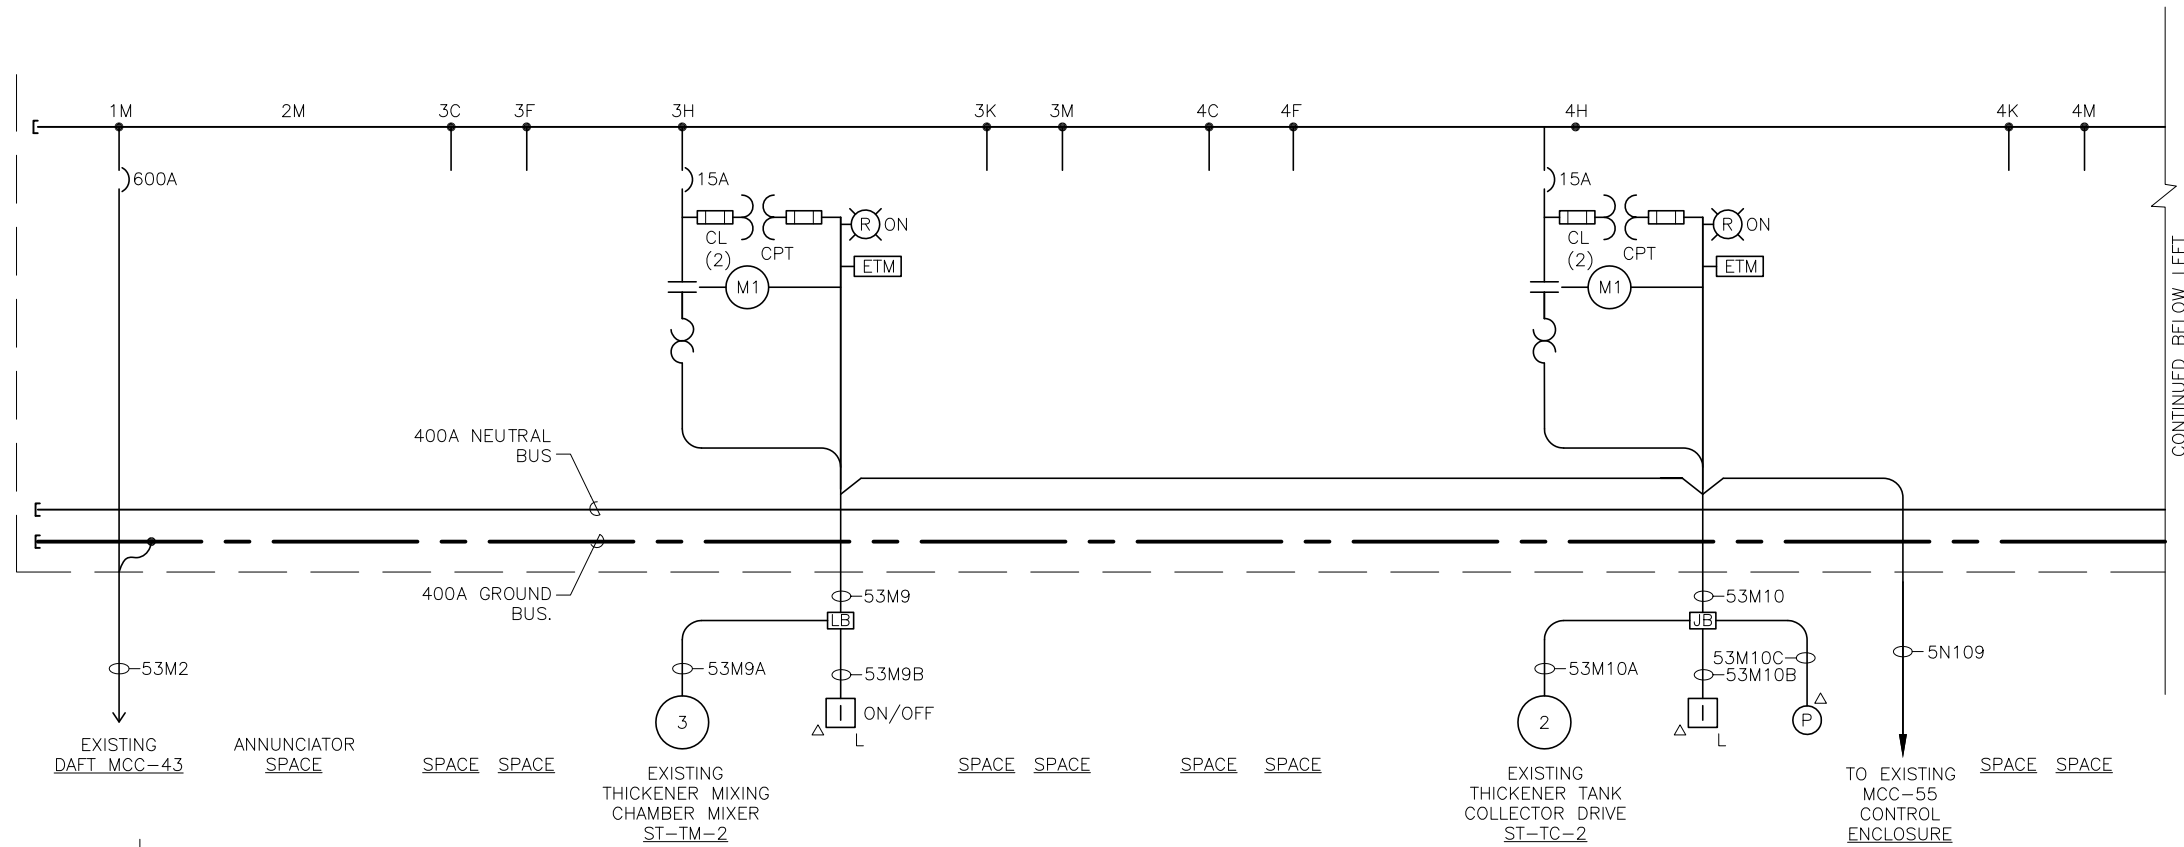 1M
2M
3C
3F
3H
3K
3M
4C
4F
4H
4K
4M
600A
15A
CL
(2)
CPT
R
ON
ETM
M1
15A
CL
(2)
CPT
R
ON
ETM
M1
CONTINUED BELOW LEFT
400A NEUTRAL
BUS
400A GROUND
BUS.
53M2
53M9
LB
53M9A
53M9B
3
I
ON/OFF
L
53M10
JB
53M10A
53M10C
53M10B
2
I
L
P
5N109
EXISTING
DAFT MCC-43
ANNUNCIATOR
SPACE
SPACE
SPACE
EXISTING
THICKENER MIXING
CHAMBER MIXER
ST-TM-2
SPACE
SPACE
SPACE
SPACE
EXISTING
THICKENER TANK
COLLECTOR DRIVE
ST-TC-2
TO EXISTING
MCC-55
CONTROL
ENCLOSURE
SPACE
SPACE